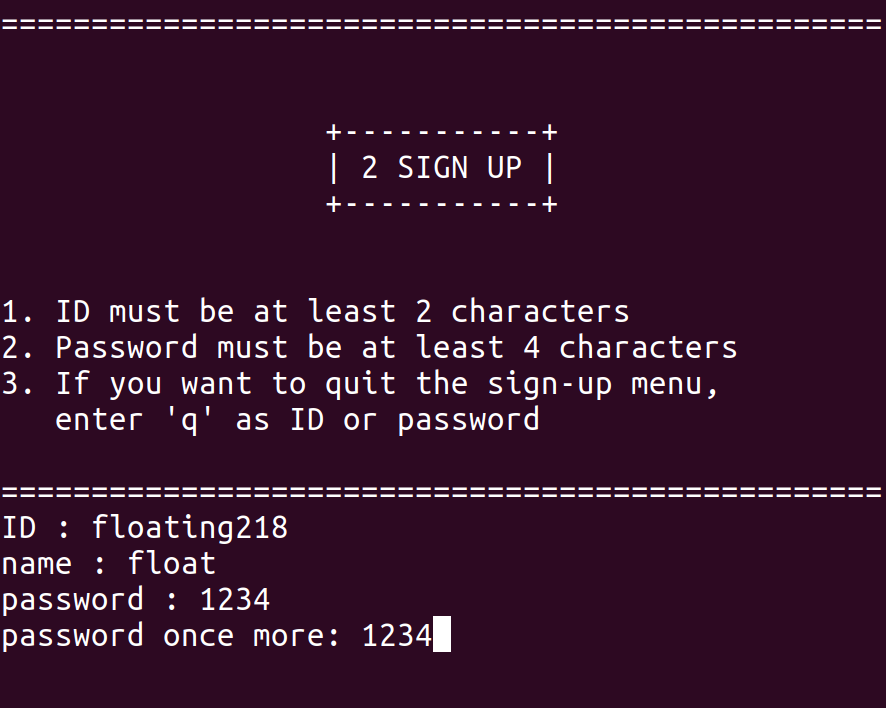 =================================================
+-----------+
| 2 SIGN UP |
+-----------+
1. ID must be at least 2 characters
2. Password must be at least 4 characters
3. If you want to quit the sign-up menu,
enter 'q' as ID or password
=================================================
ID : floating218
name : float
password : 1234
password once more: 1234